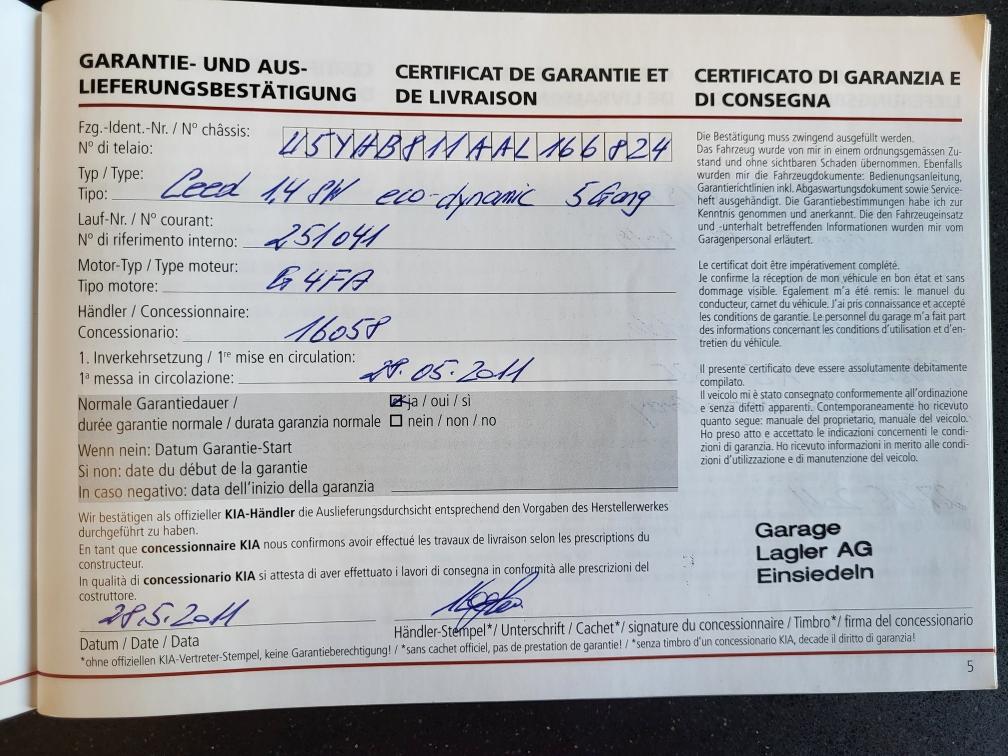 GARANTIE- UND AUS-
LIEFERUNGSBESTÄTIGUNG
CERTIFICAT DE GARANTIE ET
DE LIVRAISON
CERTIFICATO DI GARANZIA E
DI CONSEGNA
Fzg.-Ident.-Nr. / N° châssis:
N° di telaio: U5YHB811AAL166824
Typ / Type:
Tipo: Ceed 1,4 SW eco-dynamic 5 Gang
Lauf-Nr. / N° courant:
N° di riferimento interno: 251041
Motor-Typ / Type moteur:
Tipo motore: G4FA
Händler / Concessionnaire:
Concessionario: 16058
1. Inverkehrsetzung / 1re mise en circulation:
1a messa in circolazione: 28.05.2011
Normale Garantiedauer / ja / oui / sì
durée garantie normale / durata garanzia normale nein / non / no
Wenn nein: Datum Garantie-Start
Si non: date du début de la garantie
In caso negativo: data dell'inizio della garanzia
Wir bestätigen als offizieller KIA-Händler die Auslieferungsdurchsicht entsprechend den Vorgaben des Herstellerwerkes
durchgeführt zu haben.
En tant que concessionnaire KIA nous confirmons avoir effectué les travaux de livraison selon les prescriptions du
constructeur.
In qualità di concessionario KIA si attesta di aver effettuato i lavori di consegna in conformità alle prescrizioni del
costruttore.
28.5.2011
Datum / Date / Data
Händler-Stempel*/ Unterschrift / Cachet*/ signature du concessionnaire / Timbro*/ firma del concessionario
*ohne offiziellen KIA-Vertreter-Stempel, keine Garantieberechtigung! / *sans cachet officiel, pas de prestation de garantie! / *senza timbro d'un concessionario KIA, decade il diritto di garanzia!
Die Bestätigung muss zwingend ausgefüllt werden.
Das Fahrzeug wurde von mir in einem ordnungsgemässen Zu-
stand und ohne sichtbaren Schaden übernommen. Ebenfalls
wurden mir die Fahrzeugdokumente: Bedienungsanleitung,
Garantierichtlinien inkl. Abgaswartungsdokument sowie Service-
heft ausgehändigt. Die Garantiebestimmungen habe ich zur
Kenntnis genommen und anerkannt. Die den Fahrzeugeinsatz
und -unterhalt betreffenden Informationen wurden mir vom
Garagenpersonal erläutert.
Le certificat doit être impérativement complété.
Je confirme la réception de mon véhicule en bon état et sans
dommage visible. Egalement m'a été remis: le manuel du
conducteur, carnet du véhicule. J'ai pris connaissance et accepté
les conditions de garantie. Le personnel du garage m'a fait part
des informations concernant les conditions d'utilisation et d'en-
tretien du véhicule.
Il presente certificato deve essere assolutamente debitamente
compilato.
Il veicolo mi è stato consegnato conformemente all'ordinazione
e senza difetti apparenti. Contemporaneamente ho ricevuto
quanto segue: manuale del proprietario, manuale del veicolo.
Ho preso atto e accettato le indicazioni concernenti le condi-
zioni di garanzia. Ho ricevuto informazioni in merito alle condi-
zioni d'utilizzazione e di manutenzione del veicolo.
Garage
Lagler AG
Einsiedeln
5